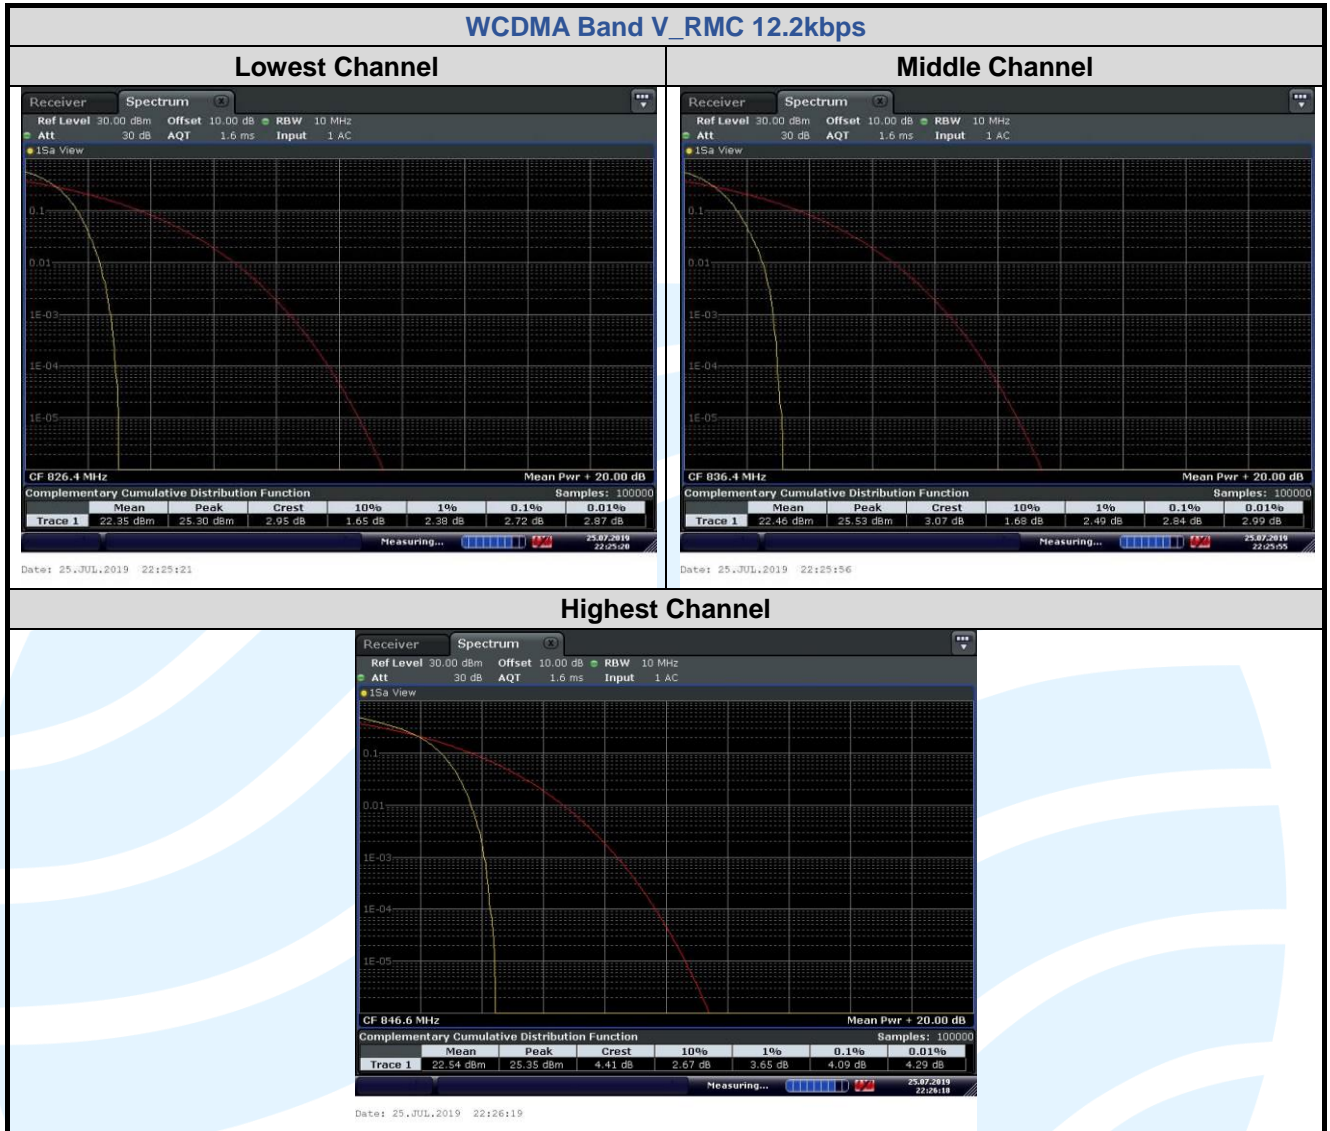 WCDMA Band V_RMC 12.2kbps
Lowest Channel
Receiver Spectrum
Ref Level 30.00 dBm Offset 10.00 dB RBW 10 MHz
Att 30 dB AQT 1.6 ms Input 1 AC
1Sa View
0.1
0.01
1E-03
1E-04
1E-05
CF 826.4 MHz Mean Pwr + 20.00 dB
Complementary Cumulative Distribution Function Samples: 100000
Mean Peak Crest 10% 1% 0.1% 0.01%
Trace 1 22.35 dBm 25.30 dBm 2.95 dB 1.65 dB 2.38 dB 2.72 dB 2.87 dB
Measuring... 25.07.2019
22:25:20
Date: 25.JUL.2019 22:25:21
Middle Channel
Receiver Spectrum
Ref Level 30.00 dBm Offset 10.00 dB RBW 10 MHz
Att 30 dB AQT 1.6 ms Input 1 AC
1Sa View
0.1
0.01
1E-03
1E-04
1E-05
CF 836.4 MHz Mean Pwr + 20.00 dB
Complementary Cumulative Distribution Function Samples: 100000
Mean Peak Crest 10% 1% 0.1% 0.01%
Trace 1 22.46 dBm 25.53 dBm 3.07 dB 1.68 dB 2.49 dB 2.84 dB 2.99 dB
Measuring... 25.07.2019
22:25:55
Date: 25.JUL.2019 22:25:56
Highest Channel
Receiver Spectrum
Ref Level 30.00 dBm Offset 10.00 dB RBW 10 MHz
Att 30 dB AQT 1.6 ms Input 1 AC
1Sa View
0.1
0.01
1E-03
1E-04
1E-05
CF 846.6 MHz Mean Pwr + 20.00 dB
Complementary Cumulative Distribution Function Samples: 100000
Mean Peak Crest 10% 1% 0.1% 0.01%
Trace 1 22.54 dBm 25.35 dBm 4.41 dB 2.67 dB 3.65 dB 4.09 dB 4.29 dB
Measuring... 25.07.2019
22:26:18
Date: 25.JUL.2019 22:26:19